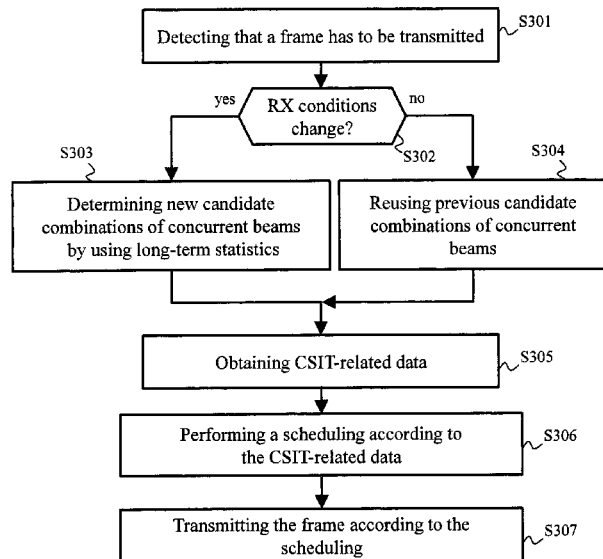 S301
Detecting that a frame has to be transmitted
yes
RX conditions
change?
no
S302
S303
Determining new candidate
combinations of concurrent beams
by using long-term statistics
S304
Reusing previous candidate
combinations of concurrent
beams
Obtaining CSIT-related data
S305
Performing a scheduling according to
the CSIT-related data
S306
Transmitting the frame according to the
scheduling
S307